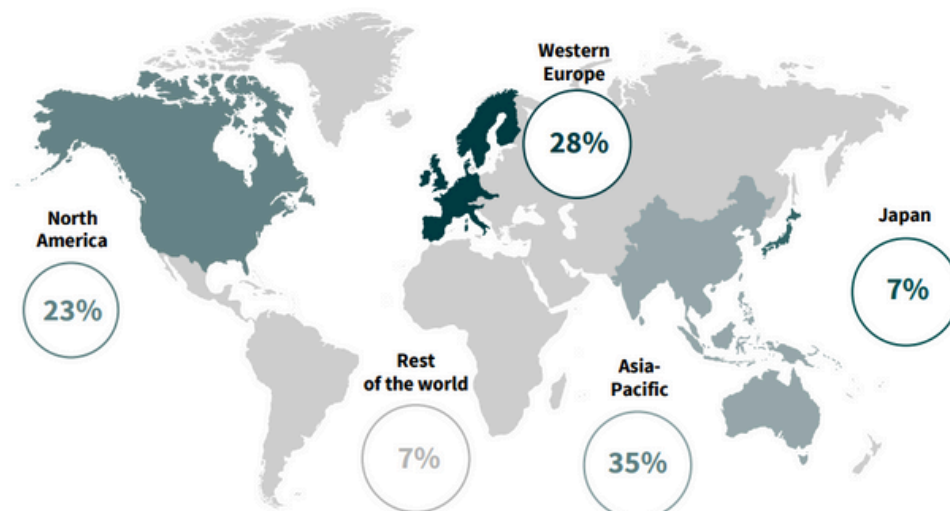 Western
Europe
28%
North
America
23%
Japan
7%
Rest
of the world
7%
Asia-
Pacific
35%